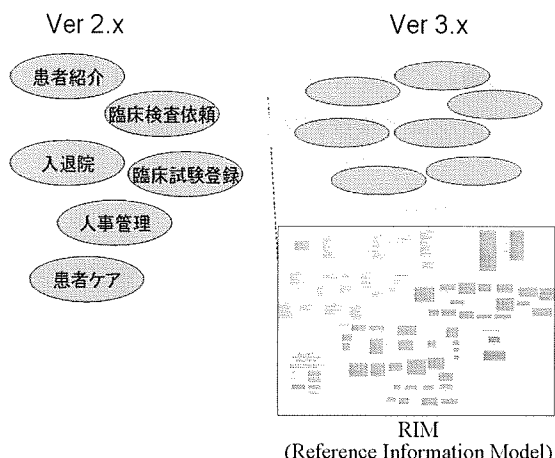 Ver 2.x
患者紹介
臨床検査依頼
入退院
臨床試験登録
人事管理
患者ケア
Ver 3.x
RIM
(Reference Information Model)